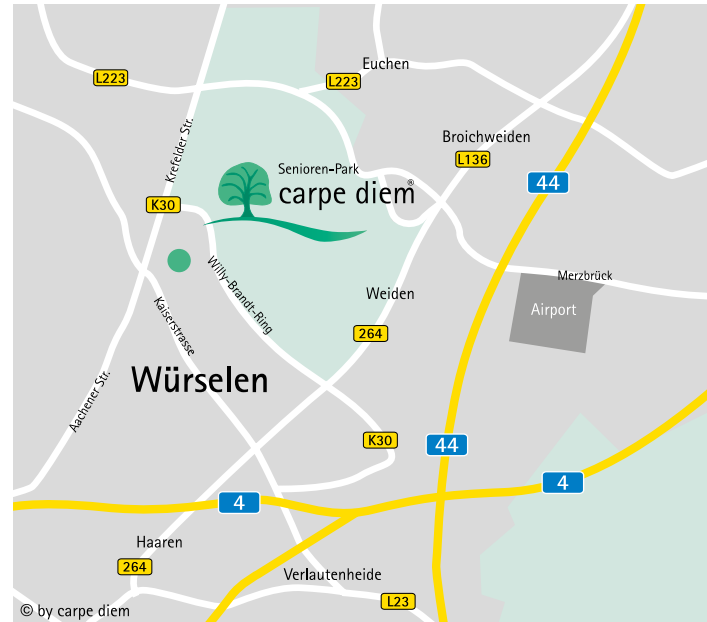 Euchen
L223
L223
Krefelder Str.
Broichweiden
L136
Senioren-Park
carpe diem®
44
K30
Willy-Brandt-Ring
Merzbrück
Airport
Weiden
Kaiserstrasse
264
Würselen
Aachener Str.
K30
44
4
4
Haaren
264
Verlautenheide
L23
© by carpe diem